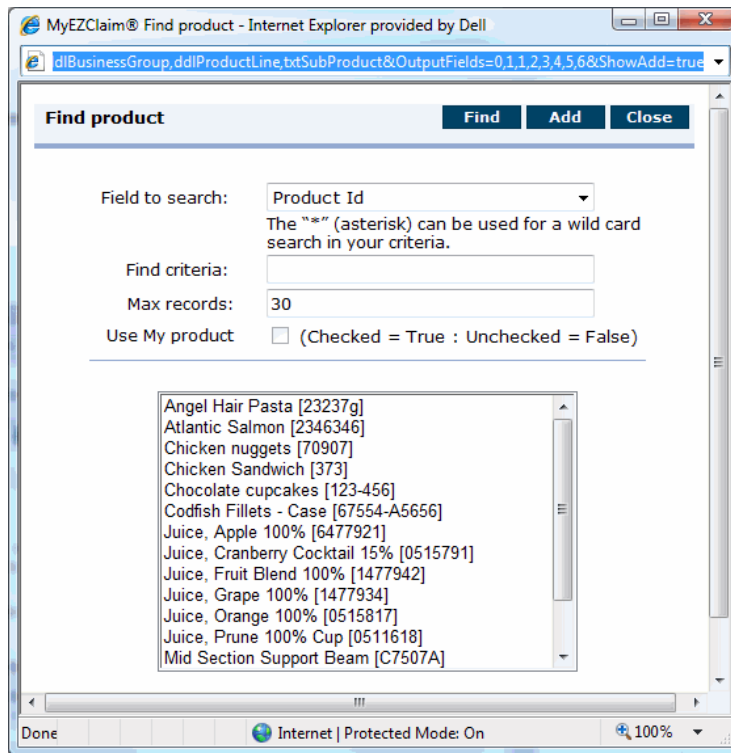 MyEZClaim® Find product - Internet Explorer provided by Dell
dlBusinessGroup,ddlProductLine,txtSubProduct&OutputFields=0,1,1,2,3,4,5,6&ShowAdd=true
Find product Find Add Close
Field to search: Product Id
The "*" (asterisk) can be used for a wild card
search in your criteria.
Find criteria:
Max records: 30
Use My product (Checked = True : Unchecked = False)
Angel Hair Pasta [23237g]
Atlantic Salmon [2346346]
Chicken nuggets [70907]
Chicken Sandwich [373]
Chocolate cupcakes [123-456]
Codfish Fillets - Case [67554-A5656]
Juice, Apple 100% [6477921]
Juice, Cranberry Cocktail 15% [0515791]
Juice, Fruit Blend 100% [1477942]
Juice, Grape 100% [1477934]
Juice, Orange 100% [0515817]
Juice, Prune 100% Cup [0511618]
Mid Section Support Beam [C7507A]
Done Internet | Protected Mode: On 100%